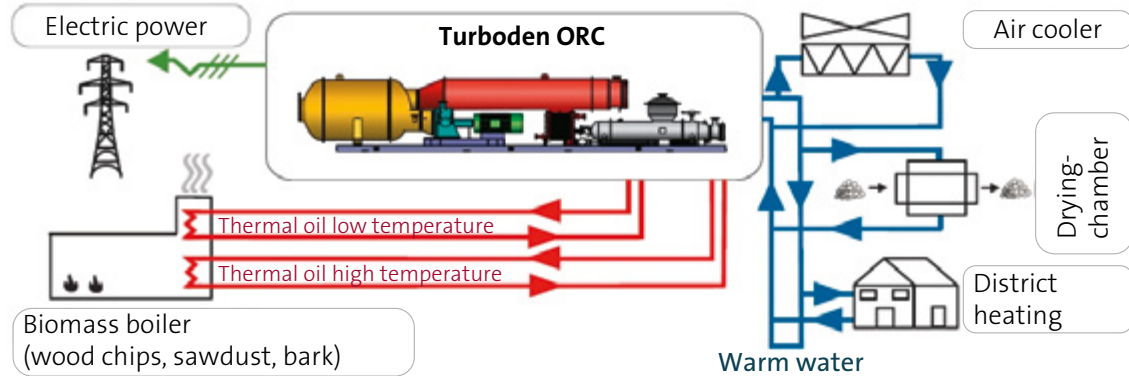 Electric power
Turboden ORC
Air cooler
Drying-
chamber
Thermal oil low temperature
Thermal oil high temperature
District
heating
Biomass boiler
(wood chips, sawdust, bark)
Warm water